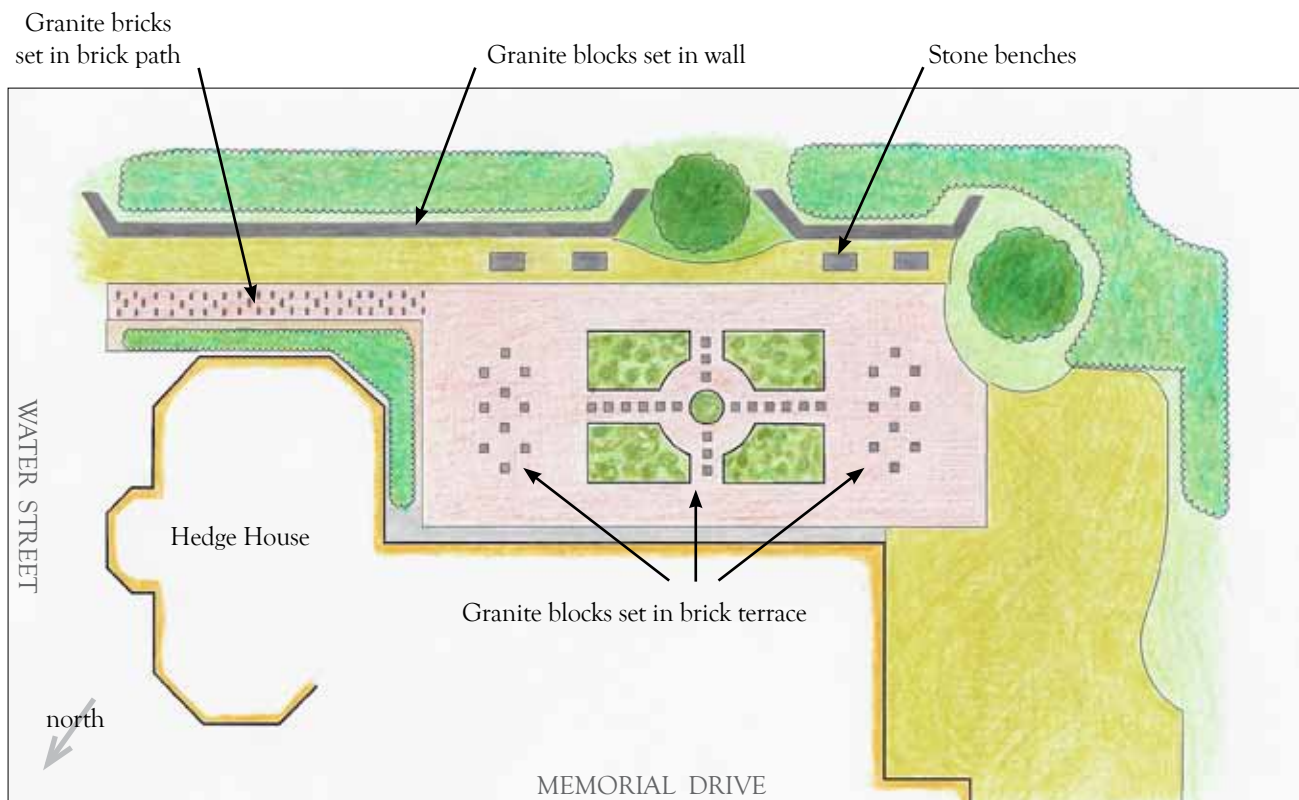 Granite bricks
set in brick path
Granite blocks set in wall
Stone benches
WATER STREET
Hedge House
Granite blocks set in brick terrace
north
MEMORIAL DRIVE